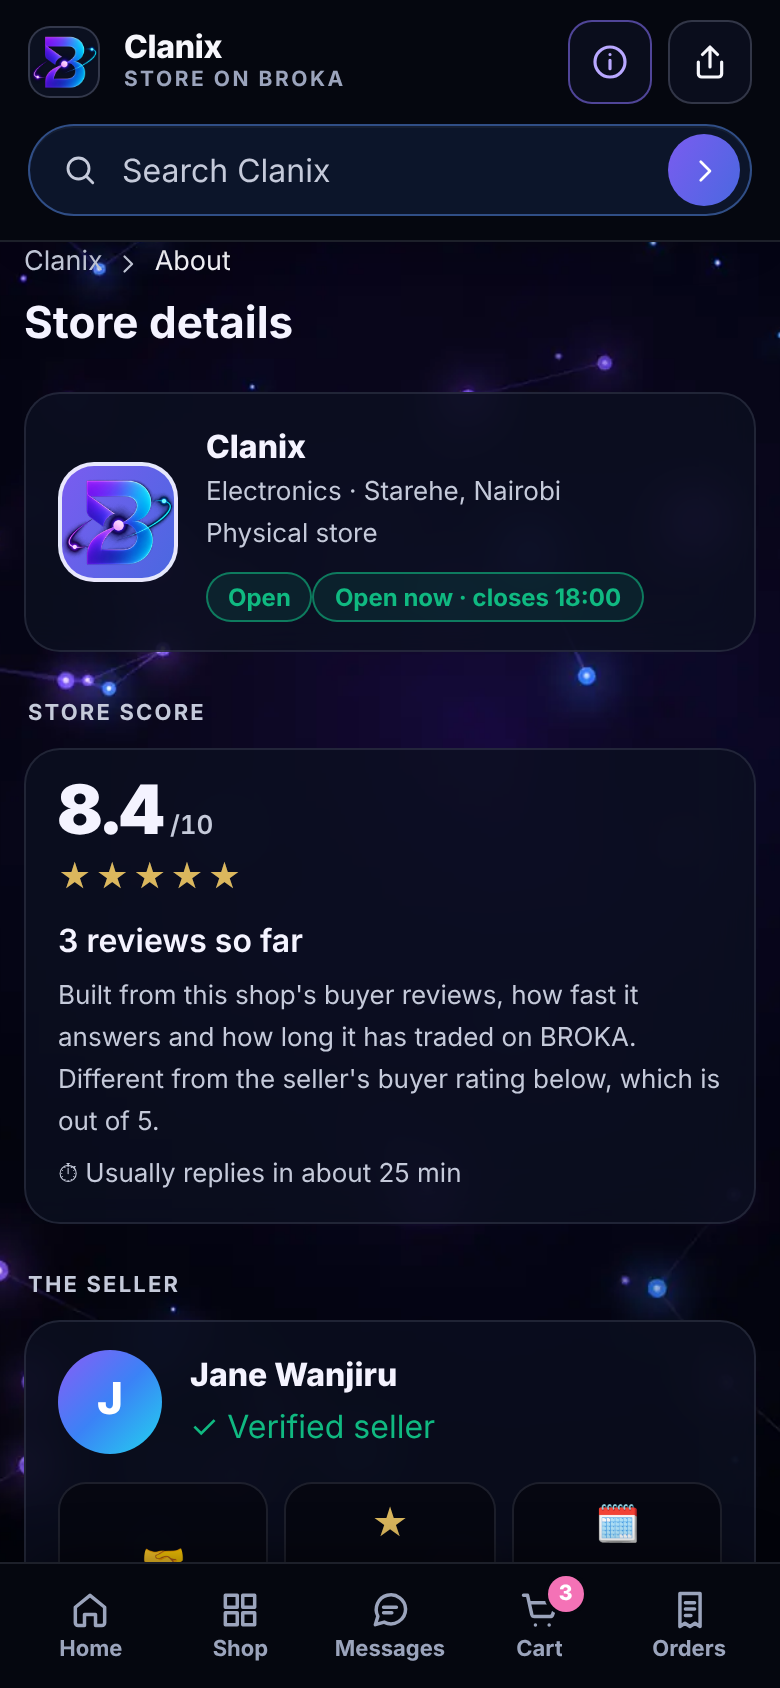 Clanix
STORE ON BROKA
Search Clanix
Clanix > About
Store details
Clanix
Electronics · Starehe, Nairobi
Physical store
Open
Open now · closes 18:00
STORE SCORE
8.4 /10
★★★★★
3 reviews so far
Built from this shop's buyer reviews, how fast it
answers and how long it has traded on BROKA.
Different from the seller's buyer rating below, which is
out of 5.
⏱ Usually replies in about 25 min
THE SELLER
J
Jane Wanjiru
✓ Verified seller
3
Home
Shop
Messages
Cart
Orders